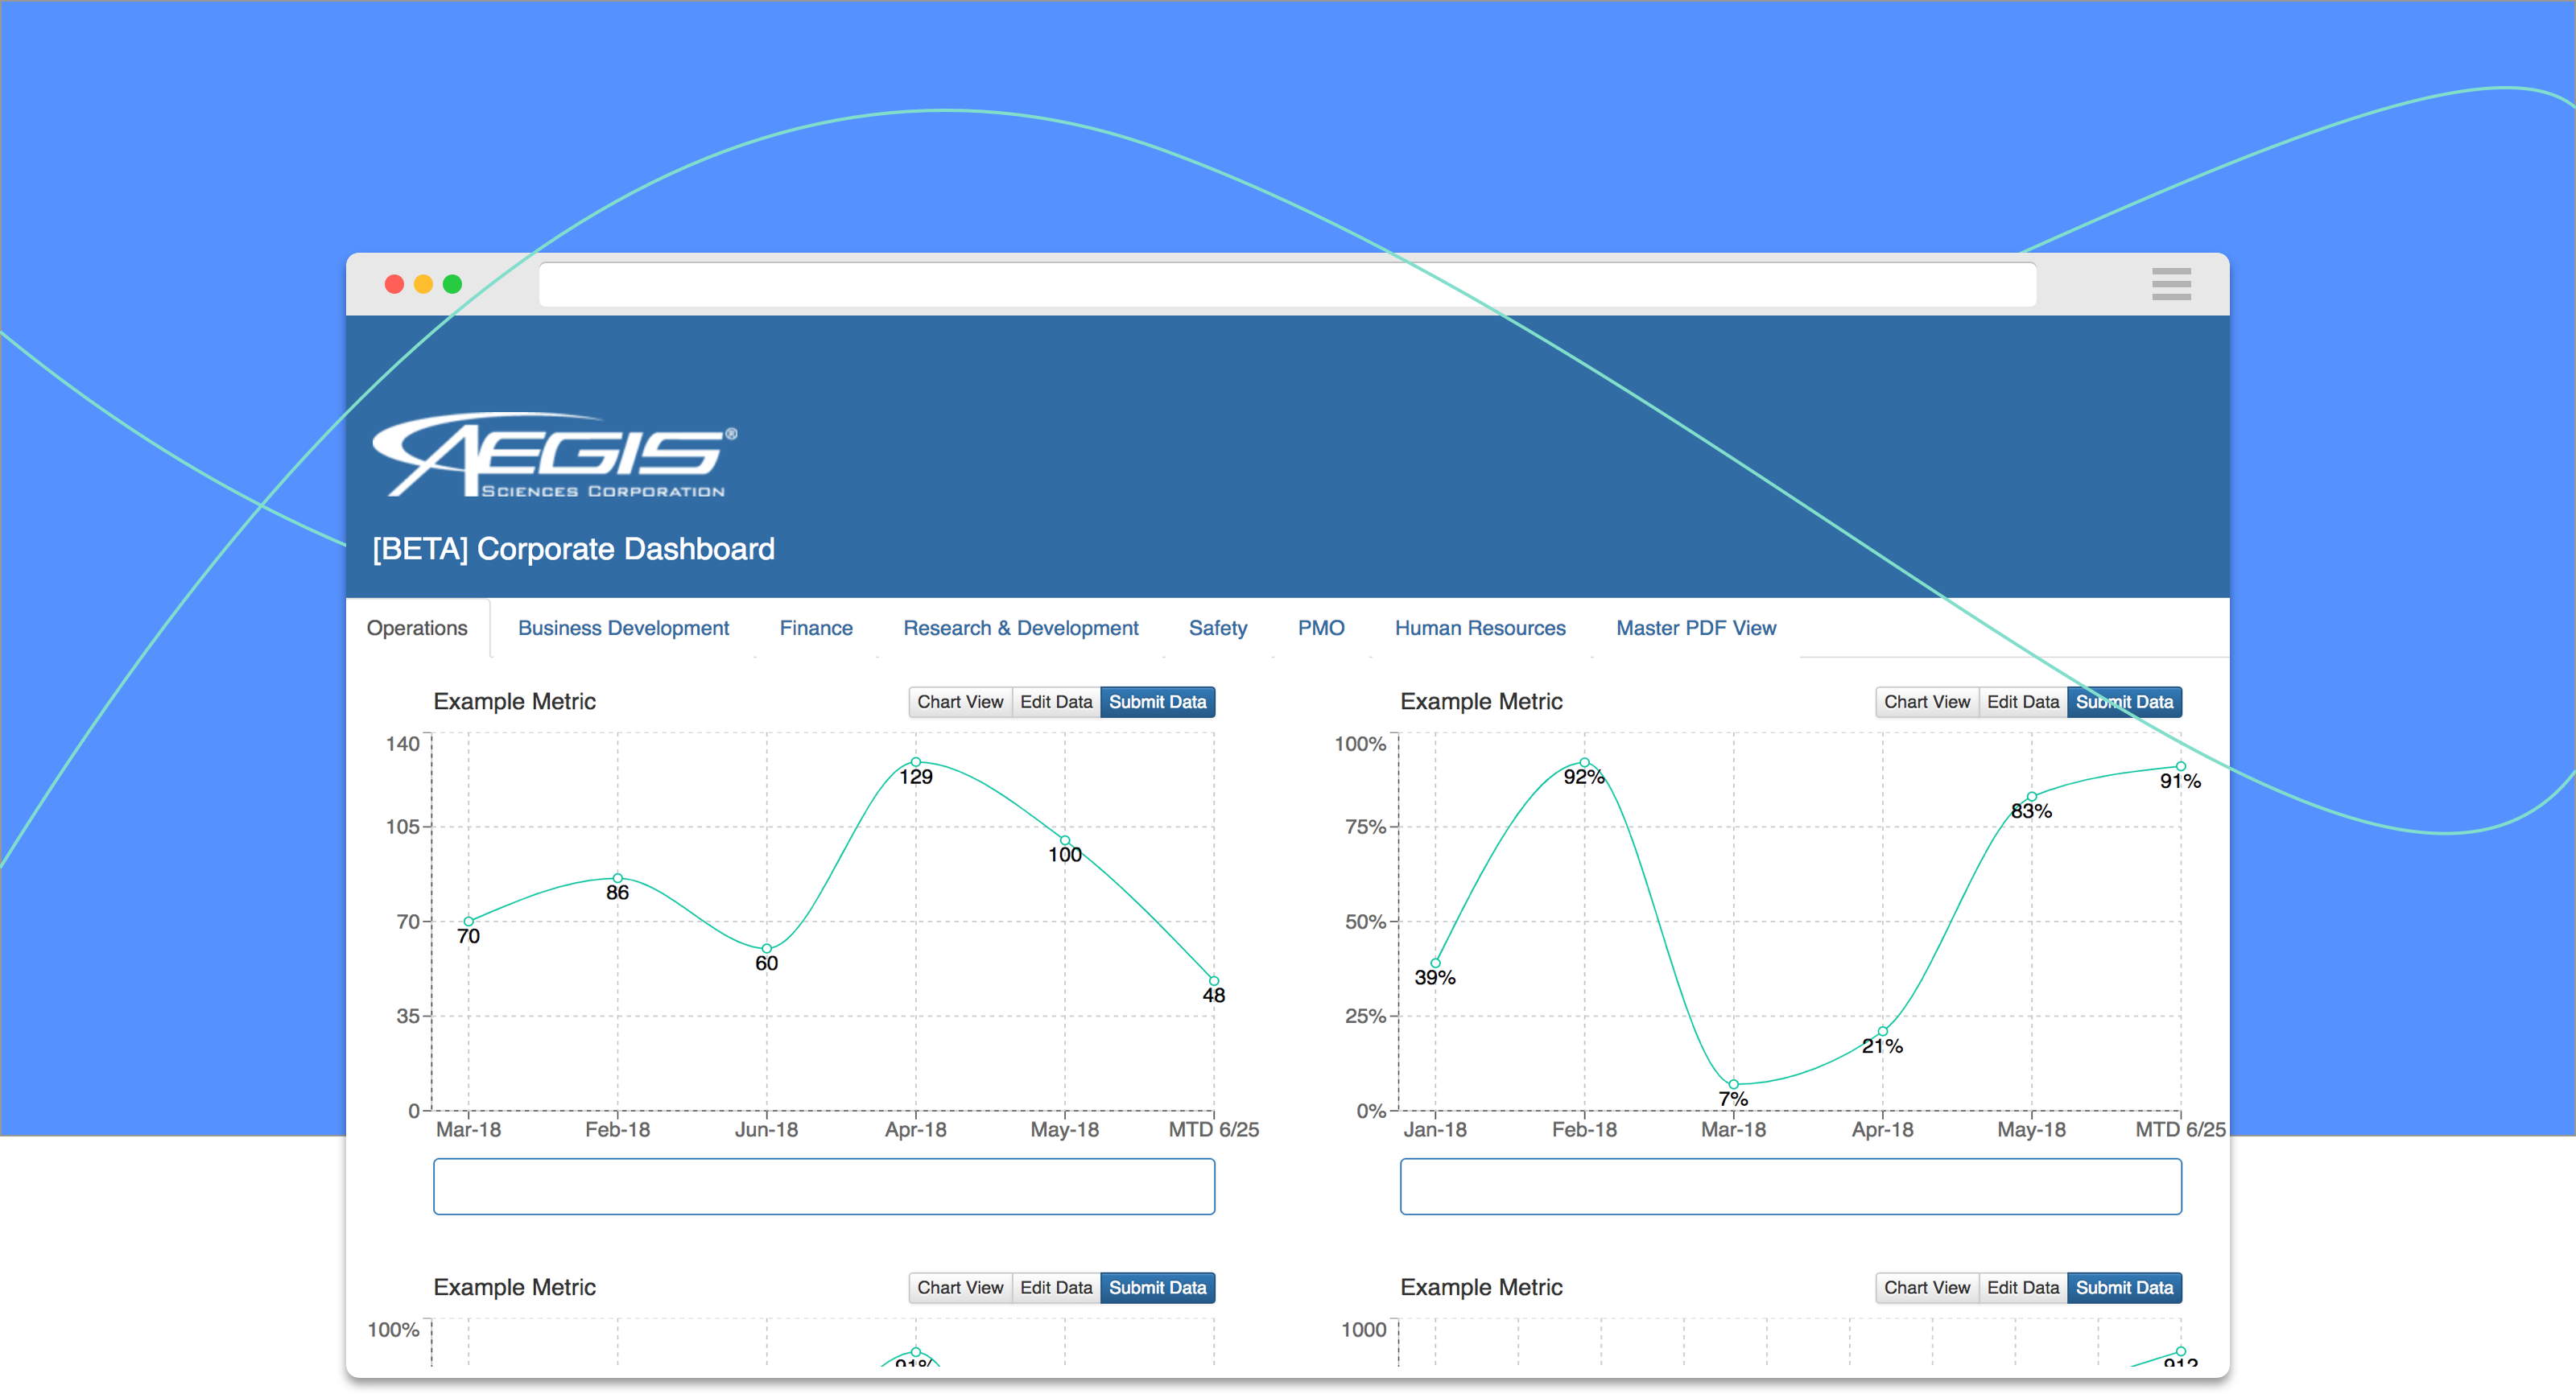 AEGIS®
SCIENCES CORPORATION
[BETA] Corporate Dashboard
Operations Business Development Finance Research & Development Safety PMO Human Resources Master PDF View
Example Metric Chart View Edit Data Submit Data
140
105
70
35
0
70
86
60
129
100
48
Mar-18 Feb-18 Jun-18 Apr-18 May-18 MTD 6/25
Example Metric Chart View Edit Data Submit Data
100%
75%
50%
25%
0%
39%
92%
7%
21%
83%
91%
Jan-18 Feb-18 Mar-18 Apr-18 May-18 MTD 6/25
Example Metric Chart View Edit Data Submit Data
100%
91%
Example Metric Chart View Edit Data Submit Data
1000
912